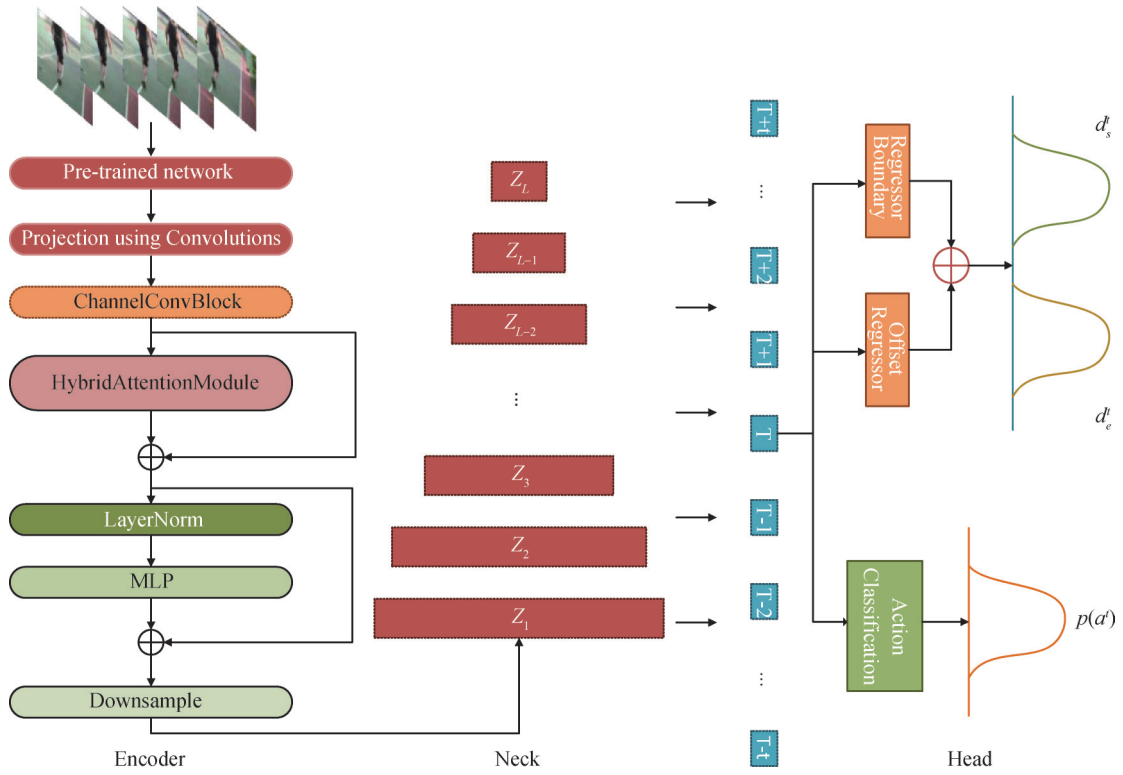 Pre-trained network
Projection using Convolutions
ChannelConvBlock
HybridAttentionModule
LayerNorm
MLP
Downsample
Encoder
Z_L
Z_{L-1}
Z_{L-2}
⋮
Z_3
Z_2
Z_1
Neck
T+t
...
T+2
T+1
T
T-1
T-2
...
T-t
Regressor
Boundary
Offset
Regressor
Action
Classification
d_s^t
d_e^t
p(a^t)
Head